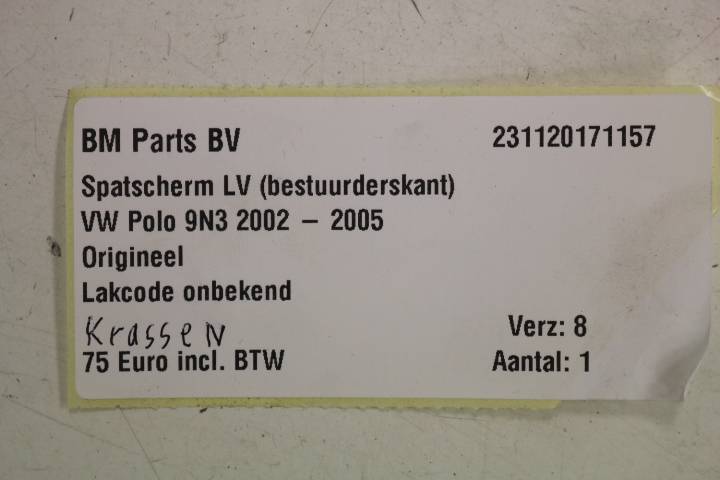 BM Parts BV 231120171157
Spatscherm LV (bestuurderskant)
VW Polo 9N3 2002 – 2005
Origineel
Lakcode onbekend
Krassen Verz: 8
75 Euro incl. BTW Aantal: 1